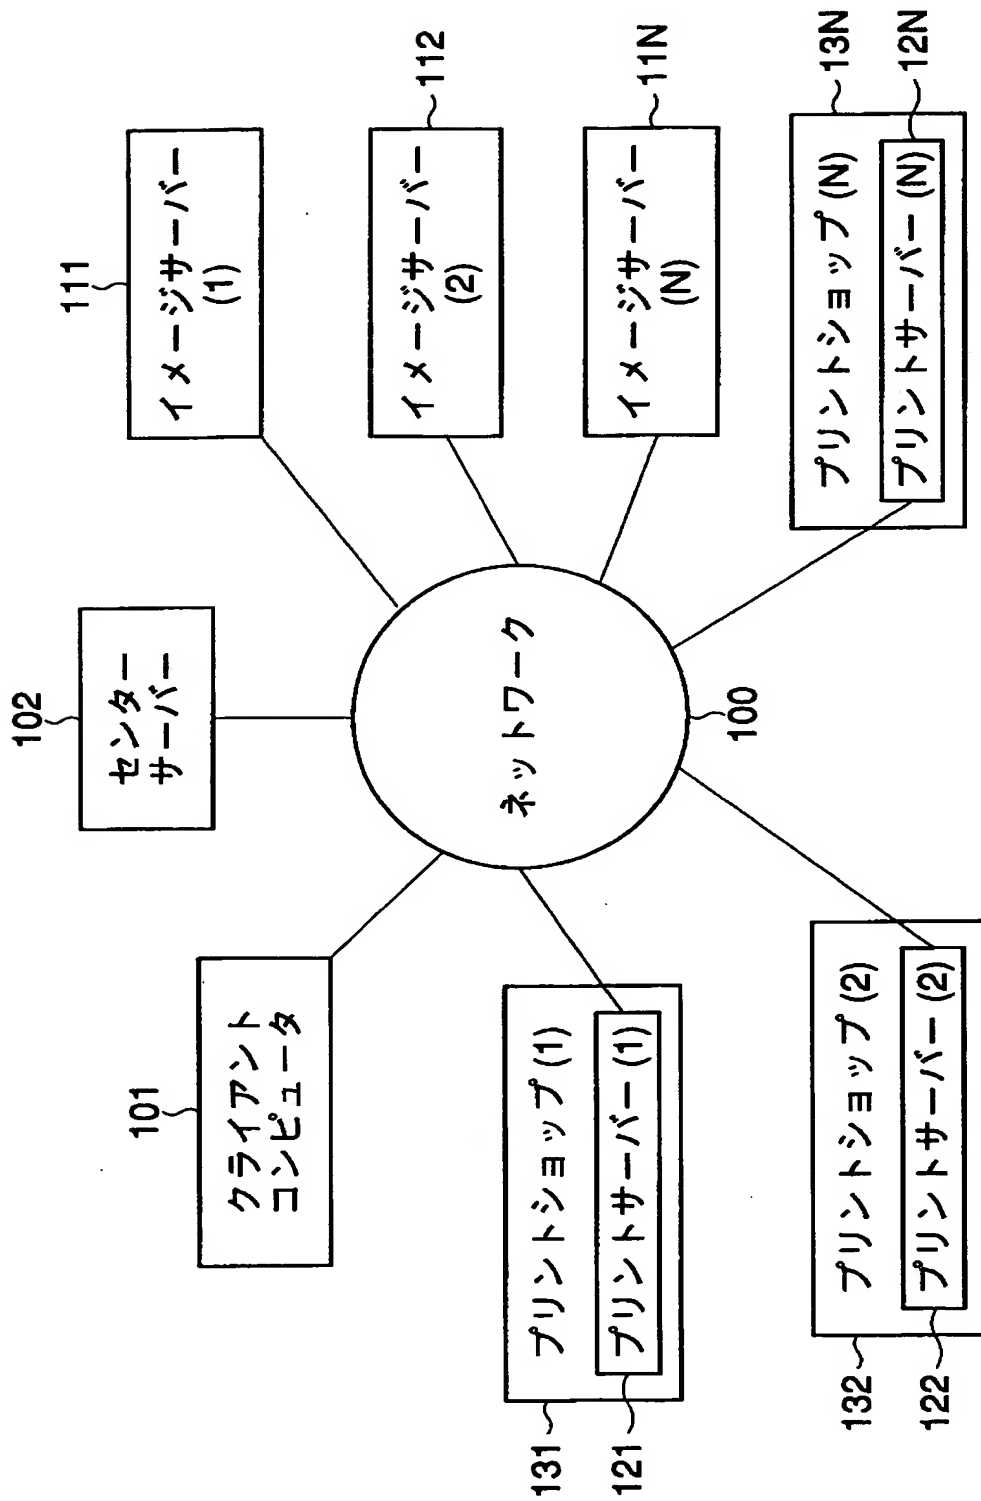 102
センター
サーバー
111
イメージサーバー
(1)
101
クライアント
コンピュータ
112
イメージサーバー
(2)
ネットワーク
100
11N
イメージサーバー
(N)
131
プリントショップ(1)
プリントサーバー(1)
121
132
プリントショップ(2)
プリントサーバー(2)
122
13N
プリントショップ(N)
プリントサーバー(N)
12N